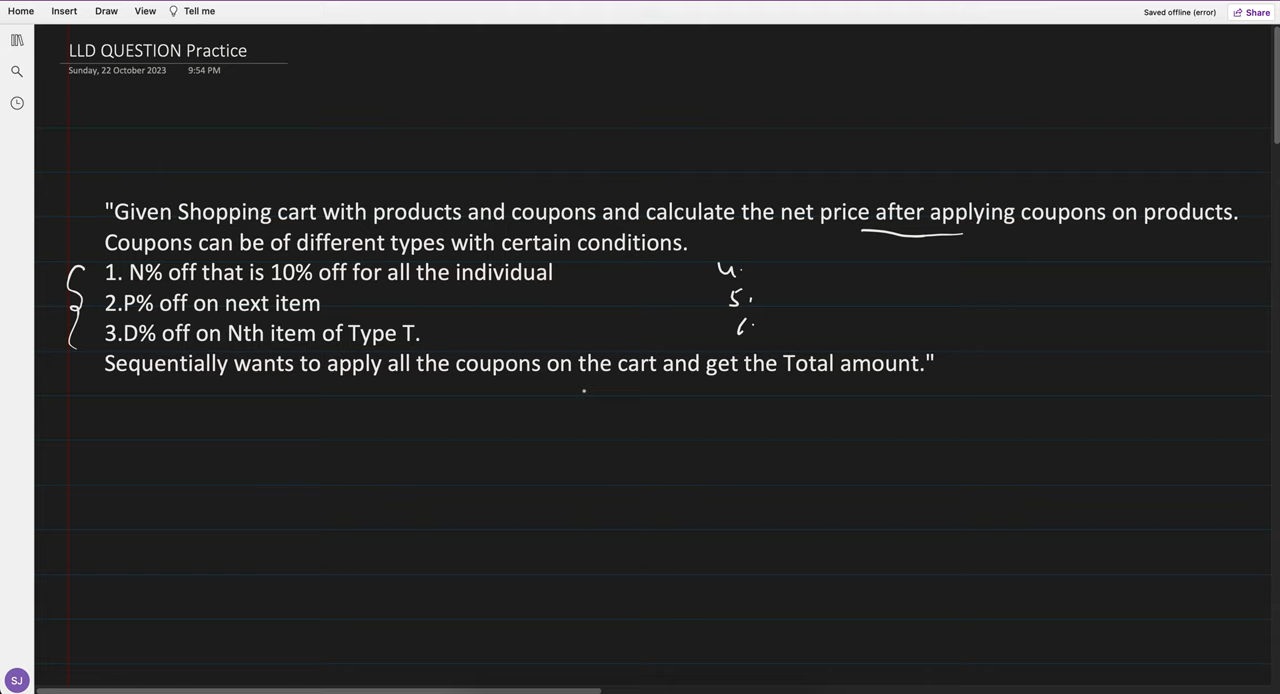 Home Insert Draw View Tell me
Saved offline (error) Share
LLD QUESTION Practice
Sunday, 22 October 2023 9:54 PM
"Given Shopping cart with products and coupons and calculate the net price after applying coupons on products.
Coupons can be of different types with certain conditions.
1. N% off that is 10% off for all the individual
4.
2.P% off on next item
5.
3.D% off on Nth item of Type T.
6.
Sequentially wants to apply all the coupons on the cart and get the Total amount."
SJ